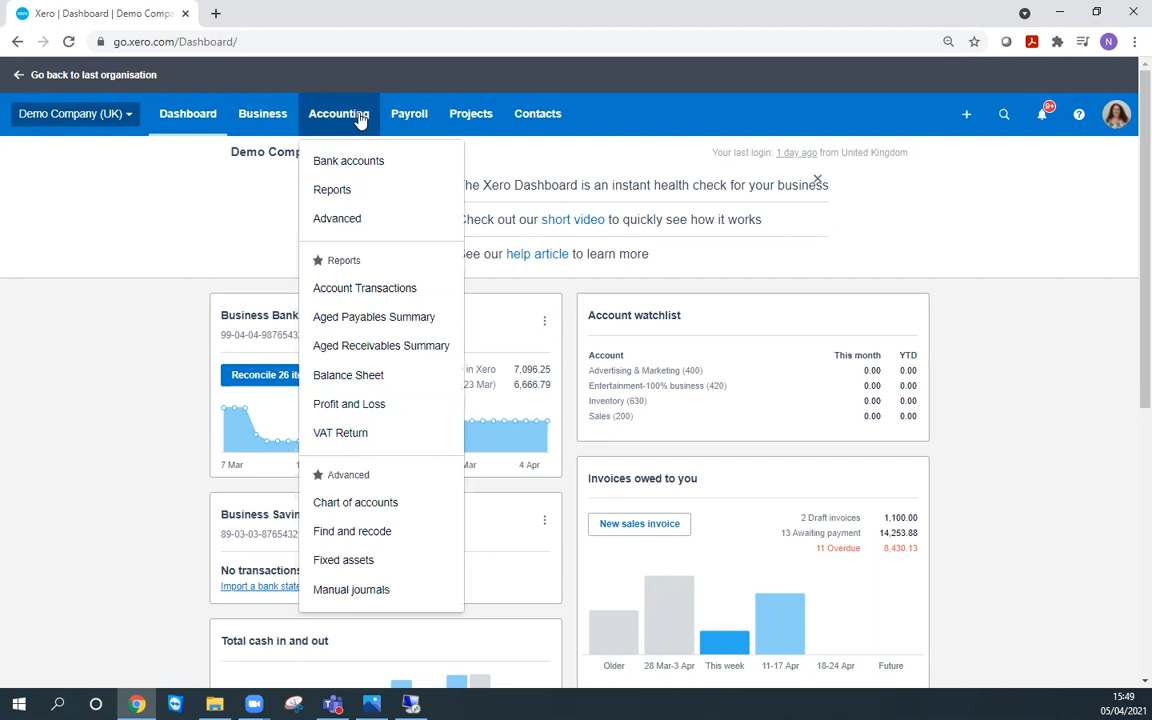 Xero | Dashboard | Demo Compa
go.xero.com/Dashboard/
N
Go back to last organisation
Demo Company (UK)
Dashboard
Business
Accounting
Payroll
Projects
Contacts
9+
Demo Comp
Your last login: 1 day ago from United Kingdom
Bank accounts
Reports
Advanced
Reports
Account Transactions
Aged Payables Summary
Aged Receivables Summary
Balance Sheet
Profit and Loss
VAT Return
Advanced
Chart of accounts
Find and recode
Fixed assets
Manual journals
he Xero Dashboard is an instant health check for your business
heck out our short video to quickly see how it works
ee our help article to learn more
Business Bank
99-04-04-9876543
Reconcile 26 ite
in Xero 7,096.25
(23 Mar) 6,666.79
7 Mar
Mar
4 Apr
Business Savin
89-03-03-8765432
No transactions
Import a bank state
Total cash in and out
Account watchlist
Account This month YTD
Advertising & Marketing (400) 0.00 0.00
Entertainment-100% business (420) 0.00 0.00
Inventory (630) 0.00 0.00
Sales (200) 0.00 0.00
Invoices owed to you
New sales invoice
2 Draft invoices 1,100.00
13 Awaiting payment 14,253.88
11 Overdue 8,430.13
Older 28 Mar-3 Apr This week 11-17 Apr 18-24 Apr Future
15:49
05/04/2021